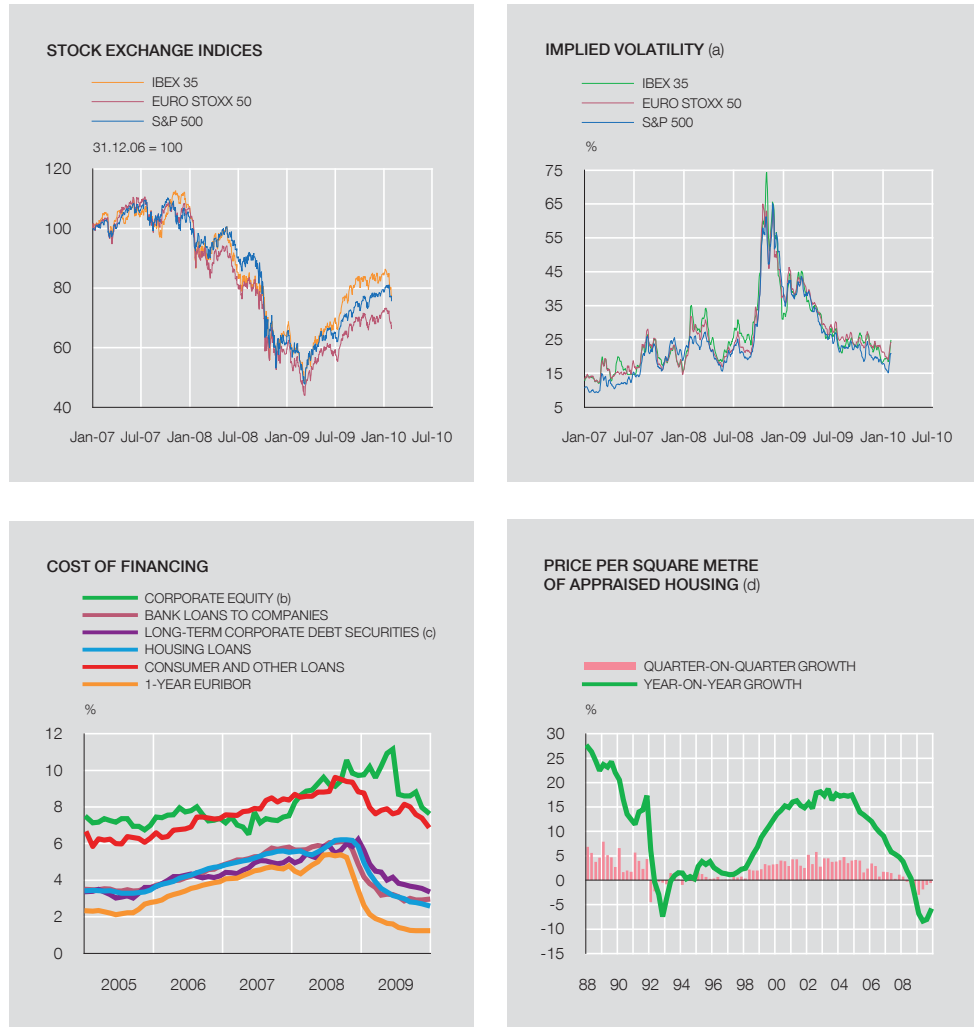 STOCK EXCHANGE INDICES
IBEX 35
EURO STOXX 50
S&P 500
31.12.06 = 100
120
100
80
60
40
Jan-07 Jul-07 Jan-08 Jul-08 Jan-09 Jul-09 Jan-10 Jul-10
IMPLIED VOLATILITY (a)
IBEX 35
EURO STOXX 50
S&P 500
%
75
65
55
45
35
25
15
5
Jan-07 Jul-07 Jan-08 Jul-08 Jan-09 Jul-09 Jan-10 Jul-10
COST OF FINANCING
CORPORATE EQUITY (b)
BANK LOANS TO COMPANIES
LONG-TERM CORPORATE DEBT SECURITIES (c)
HOUSING LOANS
CONSUMER AND OTHER LOANS
1-YEAR EURIBOR
%
12
10
8
6
4
2
0
2005 2006 2007 2008 2009
PRICE PER SQUARE METRE
OF APPRAISED HOUSING (d)
QUARTER-ON-QUARTER GROWTH
YEAR-ON-YEAR GROWTH
%
30
25
20
15
10
5
0
-5
-10
-15
88 90 92 94 96 98 00 02 04 06 08